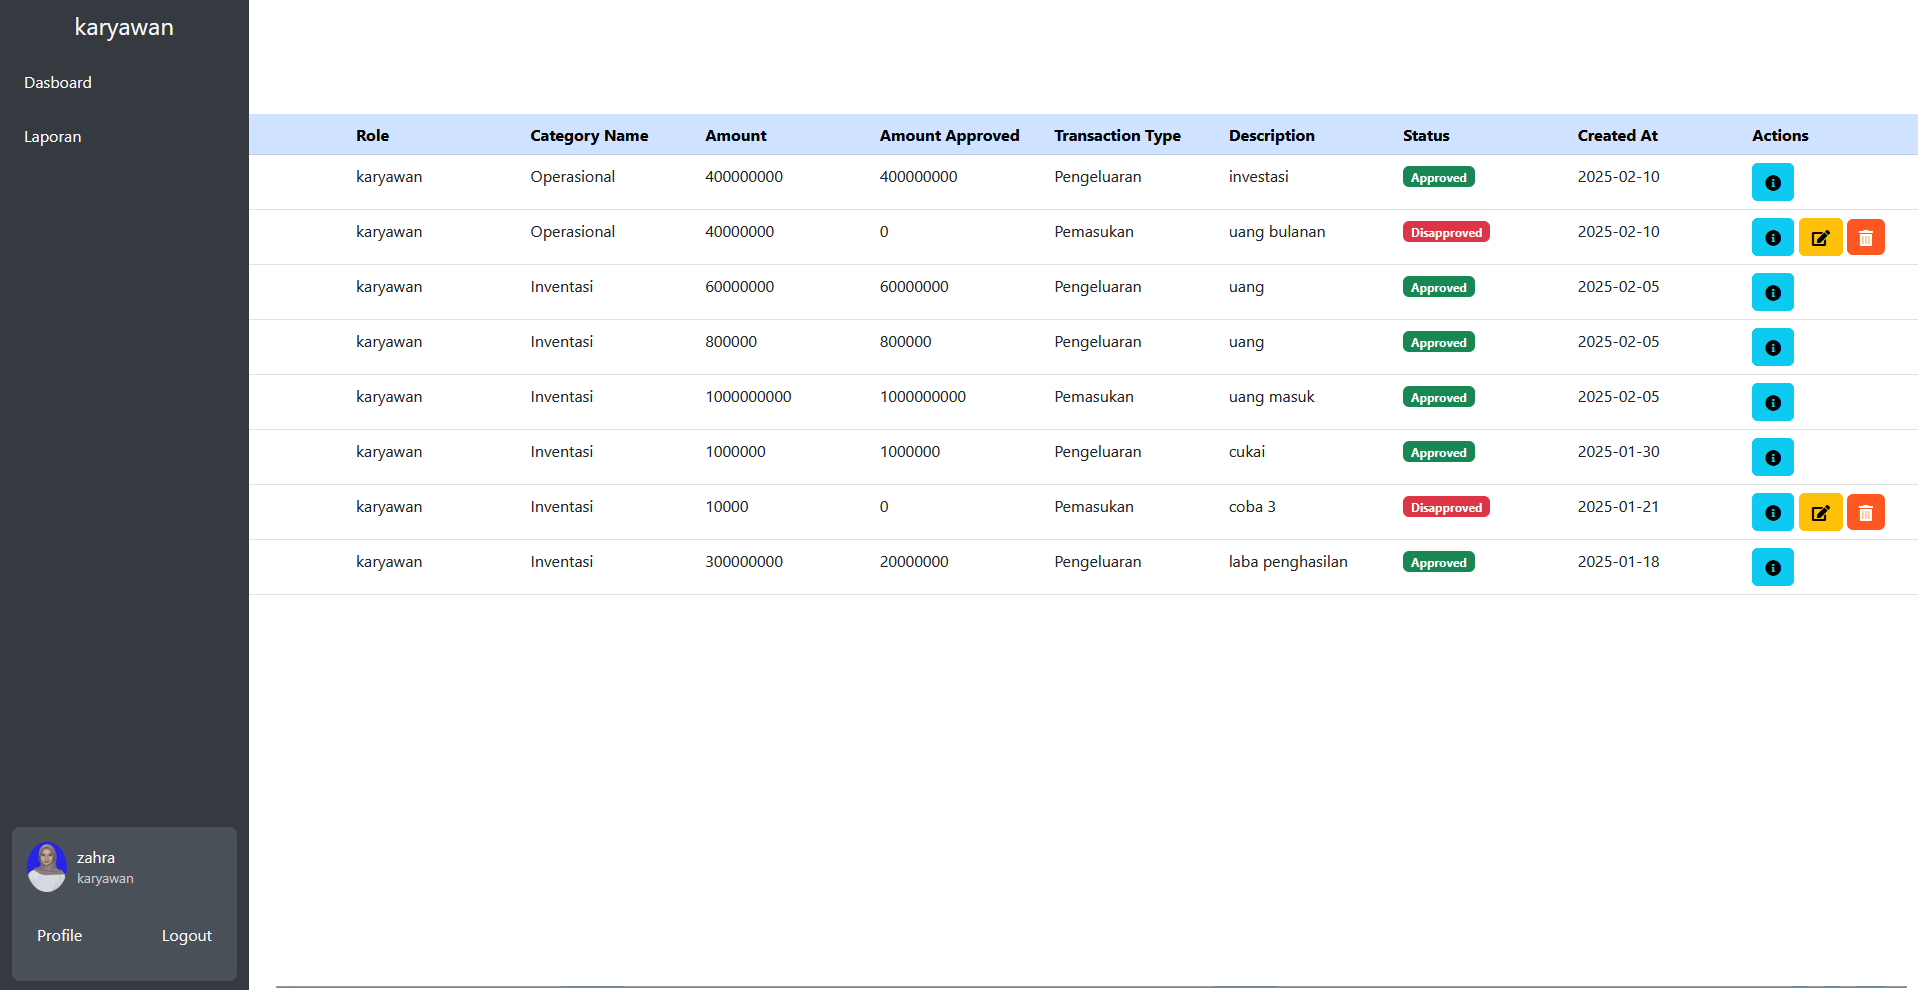 karyawan
Dasboard
Laporan
Role Category Name Amount Amount Approved Transaction Type Description Status Created At Actions
karyawan Operasional 400000000 400000000 Pengeluaran investasi Approved 2025-02-10
karyawan Operasional 40000000 0 Pemasukan uang bulanan Disapproved 2025-02-10
karyawan Inventasi 60000000 60000000 Pengeluaran uang Approved 2025-02-05
karyawan Inventasi 800000 800000 Pengeluaran uang Approved 2025-02-05
karyawan Inventasi 1000000000 1000000000 Pemasukan uang masuk Approved 2025-02-05
karyawan Inventasi 1000000 1000000 Pengeluaran cukai Approved 2025-01-30
karyawan Inventasi 10000 0 Pemasukan coba 3 Disapproved 2025-01-21
karyawan Inventasi 300000000 20000000 Pengeluaran laba penghasilan Approved 2025-01-18
zahra
karyawan
Profile Logout